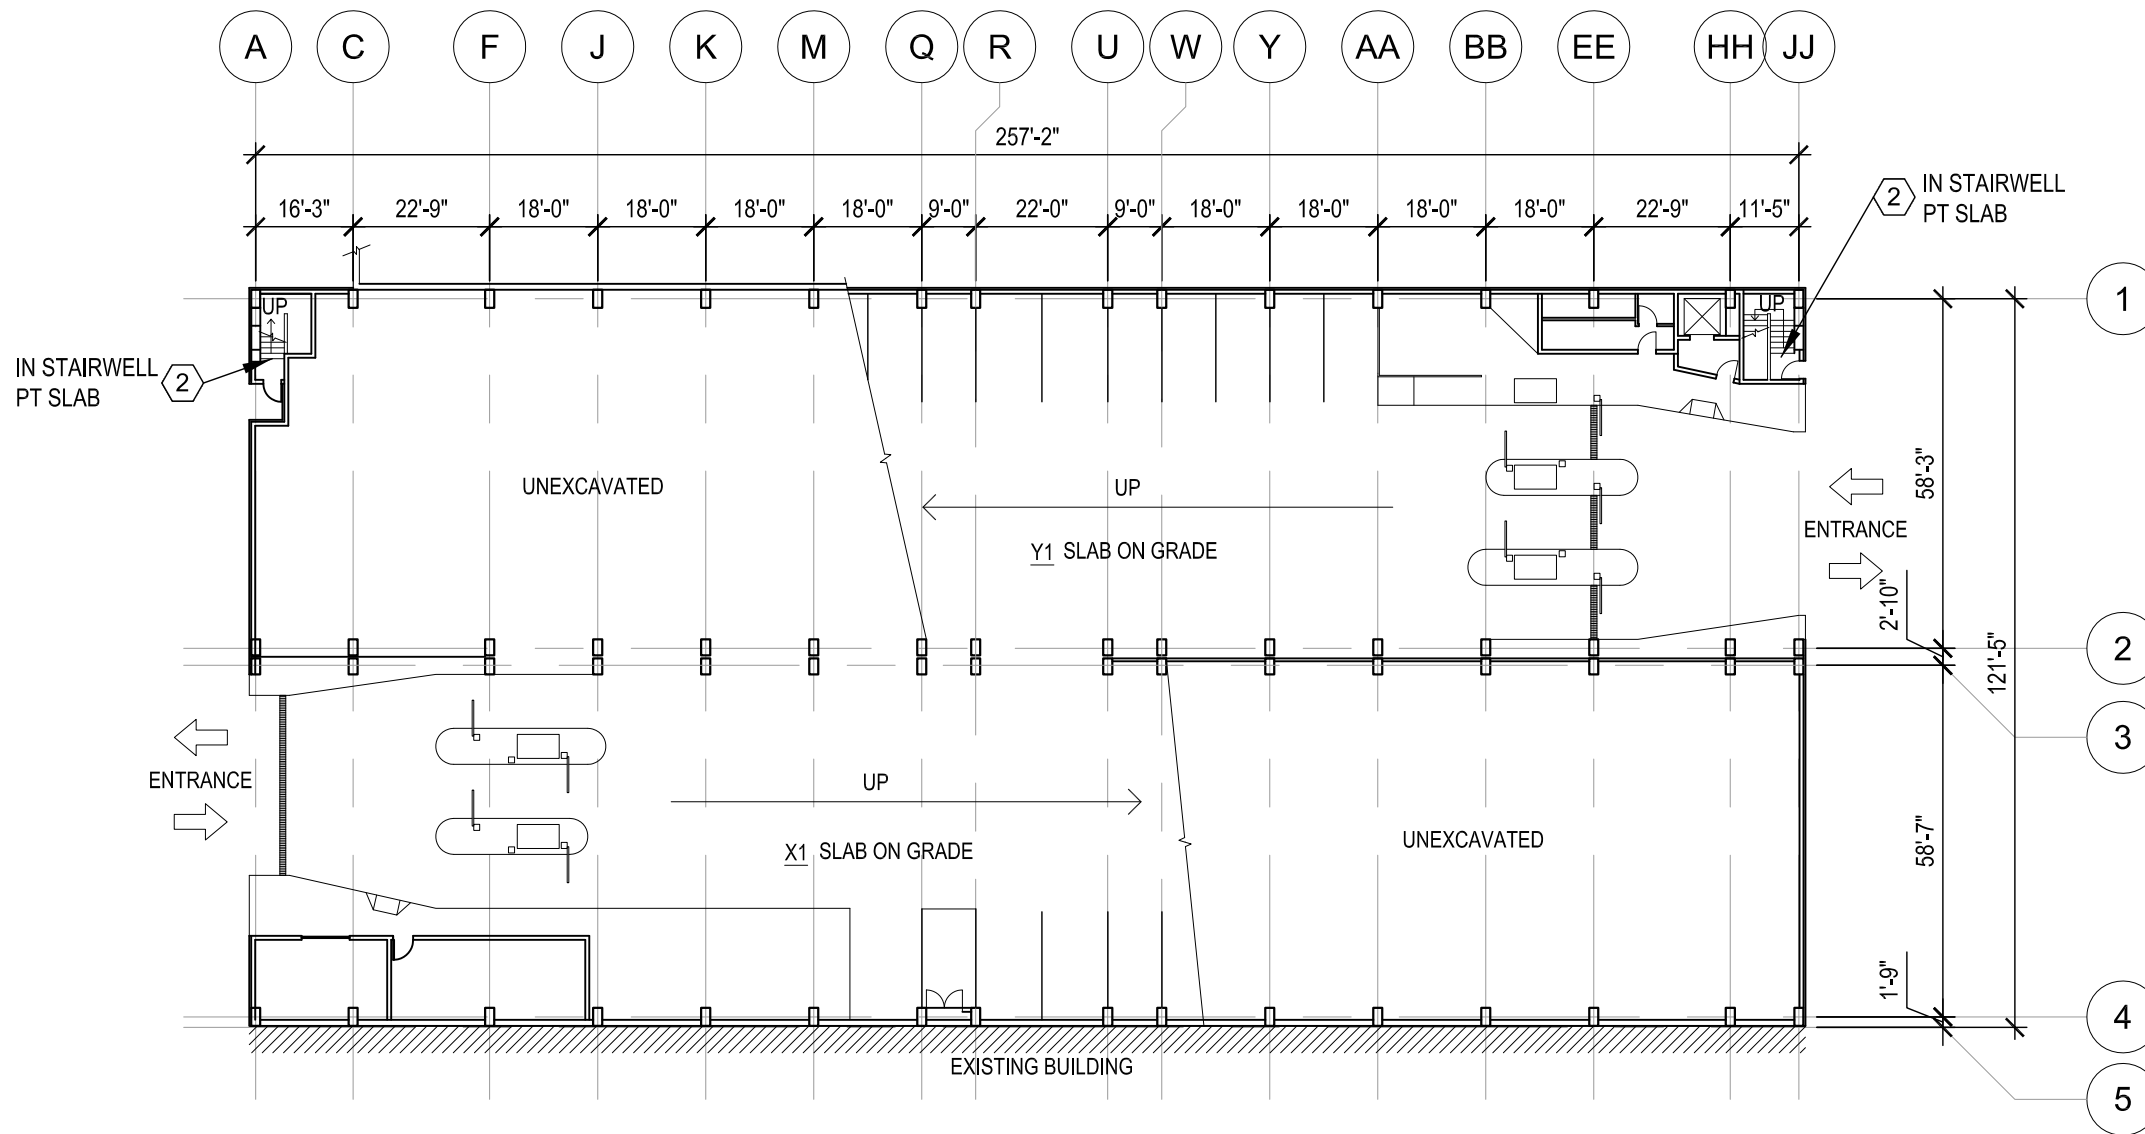 A C F J K M Q R U W Y AA BB EE HH JJ
257'-2"
16'-3" 22'-9" 18'-0" 18'-0" 18'-0" 18'-0" 9'-0" 22'-0" 9'-0" 18'-0" 18'-0" 18'-0" 18'-0" 22'-9" 11'-5"
2 IN STAIRWELL
PT SLAB
1
UP
UP
IN STAIRWELL
PT SLAB
2
UNEXCAVATED
UP
Y1 SLAB ON GRADE
ENTRANCE
58'-3"
2'-10"
121'-5"
2
3
ENTRANCE
UP
X1 SLAB ON GRADE
UNEXCAVATED
58'-7"
1'-9"
4
EXISTING BUILDING
5